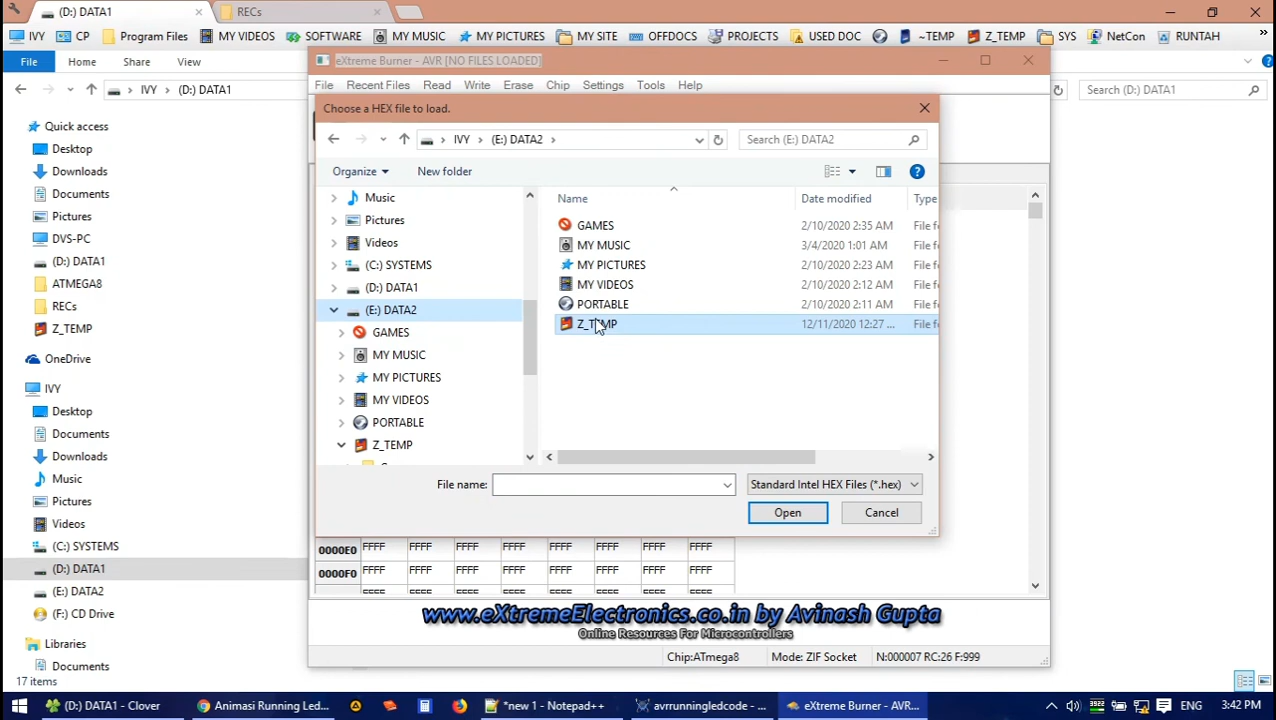 (D:) DATA1
RECs
IVY
CP
Program Files
MY VIDEOS
SOFTWARE
MY MUSIC
MY PICTURES
MY SITE
OFFDOCS
PROJECTS
USED DOC
~TEMP
Z_TEMP
SYS
NetCon
RUNTAH
File
Home
Share
View
IVY
(D:) DATA1
Search (D:) DATA1
Quick access
Desktop
Downloads
Documents
Pictures
DVS-PC
(D:) DATA1
ATMEGA8
RECs
Z_TEMP
OneDrive
IVY
Desktop
Documents
Downloads
Music
Pictures
Videos
(C:) SYSTEMS
(D:) DATA1
(E:) DATA2
(F:) CD Drive
Libraries
Documents
17 items
eXtreme Burner - AVR [NO FILES LOADED]
File
Recent Files
Read
Write
Erase
Chip
Settings
Tools
Help
Choose a HEX file to load.
IVY
(E:) DATA2
Search (E:) DATA2
Organize
New folder
Music
Pictures
Videos
(C:) SYSTEMS
(D:) DATA1
(E:) DATA2
GAMES
MY MUSIC
MY PICTURES
MY VIDEOS
PORTABLE
Z_TEMP
Name
Date modified
Type
GAMES 2/10/2020 2:35 AM File f
MY MUSIC 3/4/2020 1:01 AM File f
MY PICTURES 2/10/2020 2:23 AM File f
MY VIDEOS 2/10/2020 2:12 AM File f
PORTABLE 2/10/2020 2:11 AM File f
Z_TEMP 12/11/2020 12:27 ... File f
File name:
Standard Intel HEX Files (*.hex)
Open
Cancel
0000E0 FFFF FFFF FFFF FFFF FFFF FFFF FFFF FFFF
0000F0 FFFF FFFF FFFF FFFF FFFF FFFF FFFF FFFF
www.eXtremeElectronics.co.in by Avinash Gupta
Online Resources For Microcontrollers
Chip:ATmega8
Mode: ZIF Socket
N:000007 RC:26 F:999
(D:) DATA1 - Clover
Animasi Running Led...
*new 1 - Notepad++
avrrunningledcode - ...
eXtreme Burner - AVR...
ENG
3:42 PM